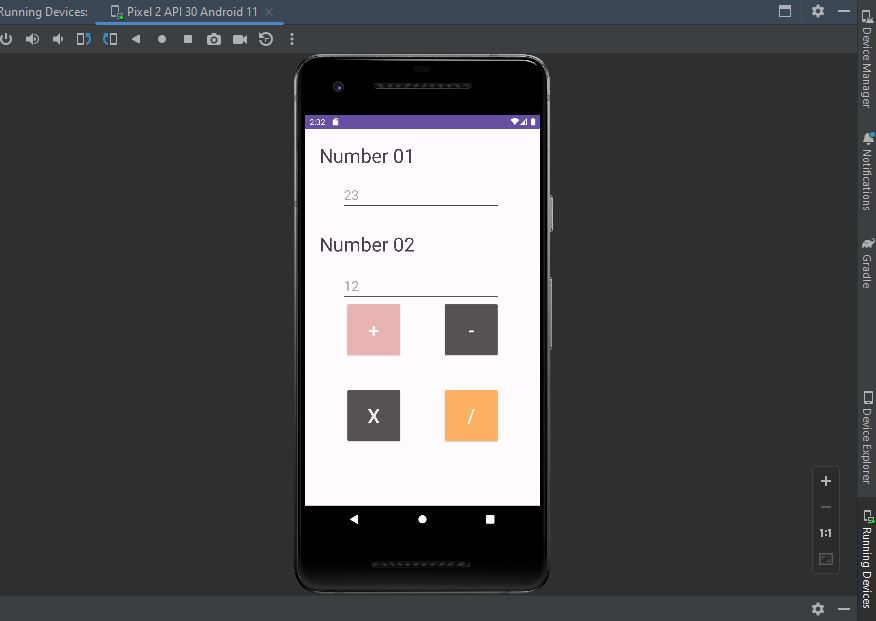 Running Devices: Pixel 2 API 30 Android 11
Device Manager
Notifications
Gradle
Device Explorer
Running Devices
2:32
Number 01
23
Number 02
12
+ -
X /
1:1